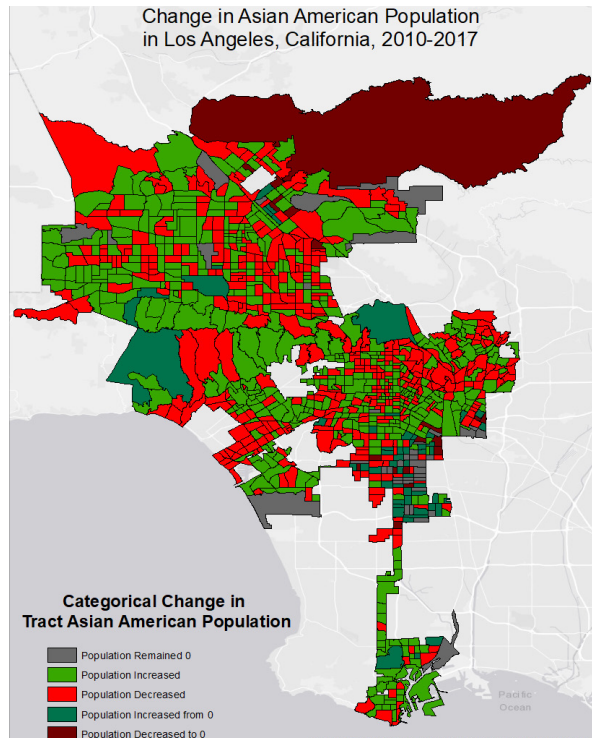 Change in Asian American Population
in Los Angeles, California, 2010-2017
Categorical Change in
Tract Asian American Population
Population Remained 0
Population Increased
Population Decreased
Population Increased from 0
Population Decreased to 0
Pacific
Ocean